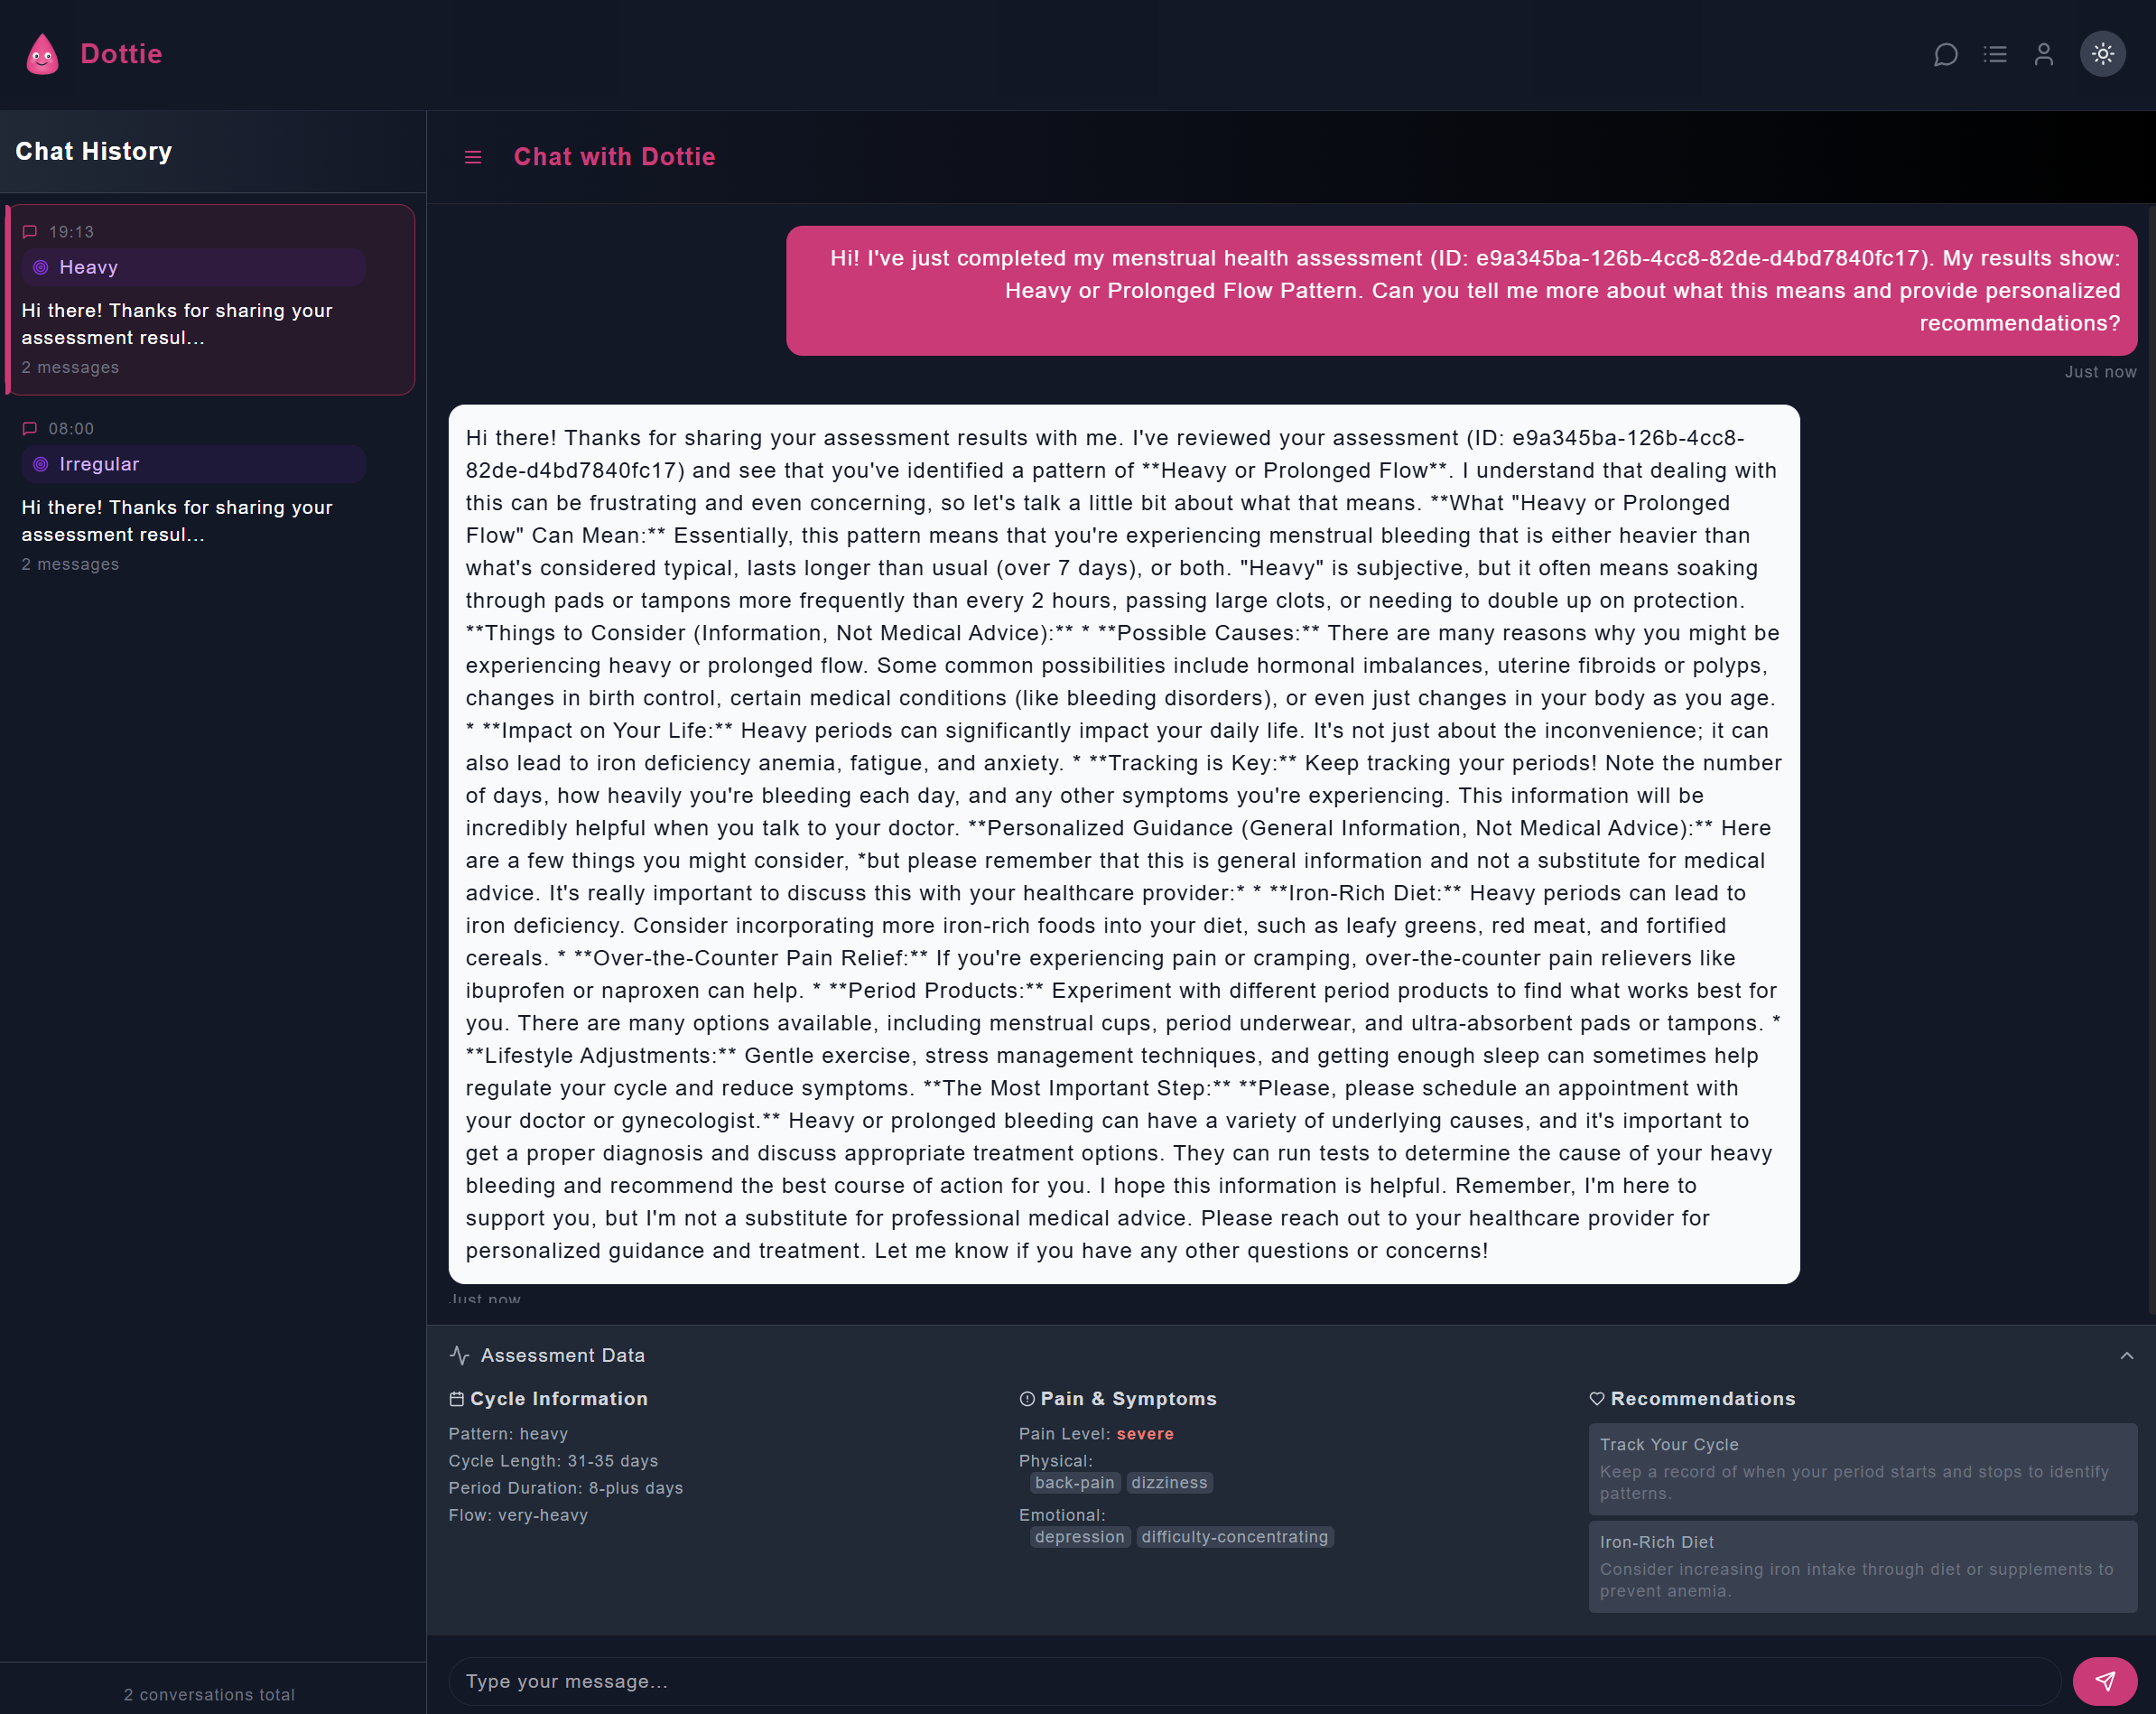 Dottie
Chat History
19:13
Heavy
Hi there! Thanks for sharing your
assessment resul...
2 messages
08:00
Irregular
Hi there! Thanks for sharing your
assessment resul...
2 messages
2 conversations total
Chat with Dottie
Hi! I've just completed my menstrual health assessment (ID: e9a345ba-126b-4cc8-82de-d4bd7840fc17). My results show:
Heavy or Prolonged Flow Pattern. Can you tell me more about what this means and provide personalized
recommendations?
Just now
Hi there! Thanks for sharing your assessment results with me. I've reviewed your assessment (ID: e9a345ba-126b-4cc8-
82de-d4bd7840fc17) and see that you've identified a pattern of **Heavy or Prolonged Flow**. I understand that dealing with
this can be frustrating and even concerning, so let's talk a little bit about what that means. **What "Heavy or Prolonged
Flow" Can Mean:** Essentially, this pattern means that you're experiencing menstrual bleeding that is either heavier than
what's considered typical, lasts longer than usual (over 7 days), or both. "Heavy" is subjective, but it often means soaking
through pads or tampons more frequently than every 2 hours, passing large clots, or needing to double up on protection.
**Things to Consider (Information, Not Medical Advice):** * **Possible Causes:** There are many reasons why you might be
experiencing heavy or prolonged flow. Some common possibilities include hormonal imbalances, uterine fibroids or polyps,
changes in birth control, certain medical conditions (like bleeding disorders), or even just changes in your body as you age.
* **Impact on Your Life:** Heavy periods can significantly impact your daily life. It's not just about the inconvenience; it can
also lead to iron deficiency anemia, fatigue, and anxiety. * **Tracking is Key:** Keep tracking your periods! Note the number
of days, how heavily you're bleeding each day, and any other symptoms you're experiencing. This information will be
incredibly helpful when you talk to your doctor. **Personalized Guidance (General Information, Not Medical Advice):** Here
are a few things you might consider, *but please remember that this is general information and not a substitute for medical
advice. It's really important to discuss this with your healthcare provider:* * **Iron-Rich Diet:** Heavy periods can lead to
iron deficiency. Consider incorporating more iron-rich foods into your diet, such as leafy greens, red meat, and fortified
cereals. * **Over-the-Counter Pain Relief:** If you're experiencing pain or cramping, over-the-counter pain relievers like
ibuprofen or naproxen can help. * **Period Products:** Experiment with different period products to find what works best for
you. There are many options available, including menstrual cups, period underwear, and ultra-absorbent pads or tampons. *
**Lifestyle Adjustments:** Gentle exercise, stress management techniques, and getting enough sleep can sometimes help
regulate your cycle and reduce symptoms. **The Most Important Step:** **Please, please schedule an appointment with
your doctor or gynecologist.** Heavy or prolonged bleeding can have a variety of underlying causes, and it's important to
get a proper diagnosis and discuss appropriate treatment options. They can run tests to determine the cause of your heavy
bleeding and recommend the best course of action for you. I hope this information is helpful. Remember, I'm here to
support you, but I'm not a substitute for professional medical advice. Please reach out to your healthcare provider for
personalized guidance and treatment. Let me know if you have any other questions or concerns!
Just now
Assessment Data
Cycle Information
Pattern: heavy
Cycle Length: 31-35 days
Period Duration: 8-plus days
Flow: very-heavy
Pain & Symptoms
Pain Level: severe
Physical:
back-pain dizziness
Emotional:
depression difficulty-concentrating
Recommendations
Track Your Cycle
Keep a record of when your period starts and stops to identify
patterns.
Iron-Rich Diet
Consider increasing iron intake through diet or supplements to
prevent anemia.
Type your message...